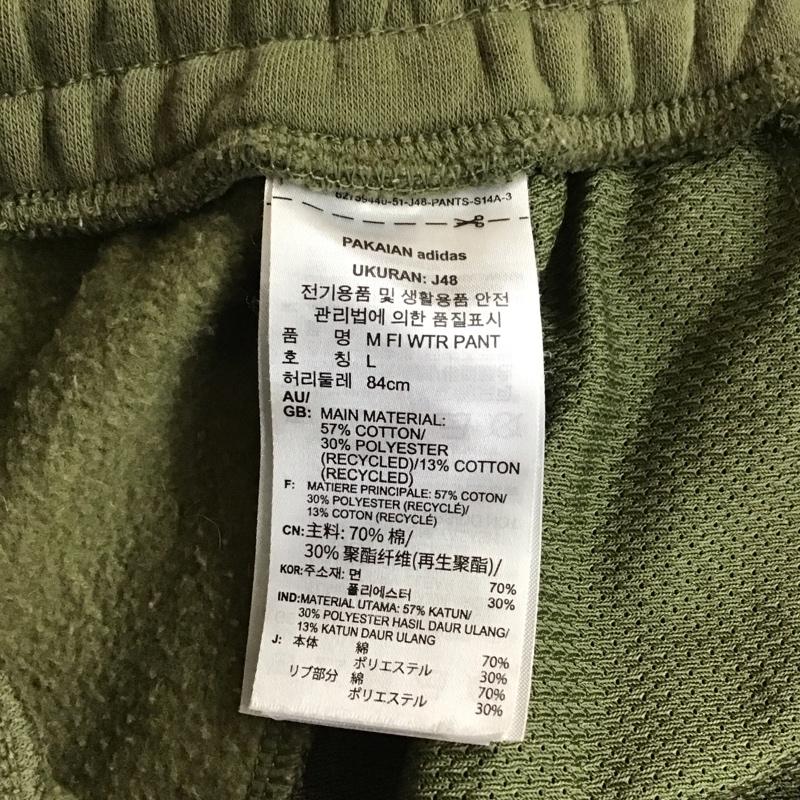 62759440-51-J48-PANTS-S14A-3
PAKAIAN adidas
UKURAN: J48
전기용품 및 생활용품 안전
관리법에 의한 품질표시
품 명 M FI WTR PANT
호 칭 L
허리둘레 84cm
AU/
GB: MAIN MATERIAL:
57% COTTON/
30% POLYESTER
(RECYCLED)/13% COTTON
(RECYCLED)
F: MATIERE PRINCIPALE: 57% COTON/
30% POLYESTER (RECYCLÉ)/
13% COTON (RECYCLÉ)
CN:主料: 70% 棉/
30% 聚酯纤维(再生聚酯)/
KOR:주소재: 면 70%
폴리에스터 30%
IND:MATERIAL UTAMA: 57% KATUN/
30% POLYESTER HASIL DAUR ULANG/
13% KATUN DAUR ULANG
J: 本体 綿 70%
ポリエステル 30%
リブ部分 綿 70%
ポリエステル 30%